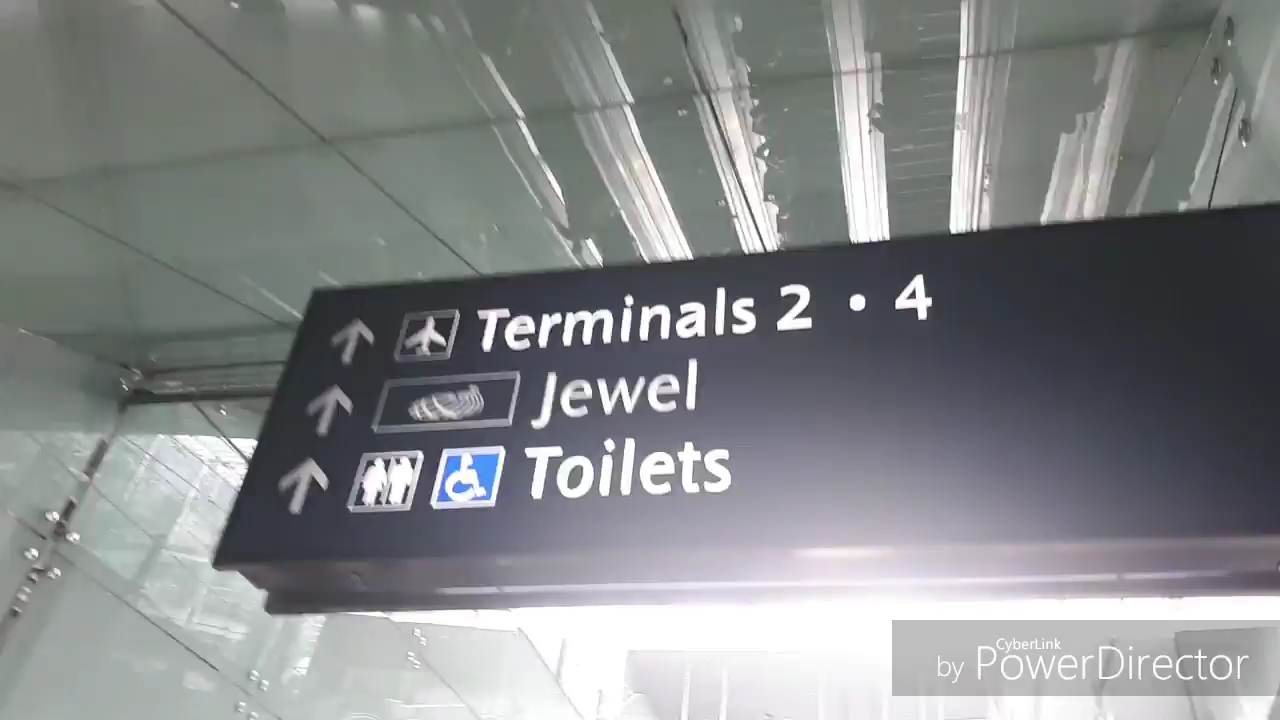 Terminals 2 • 4
Jewel
Toilets
CyberLink
by PowerDirector